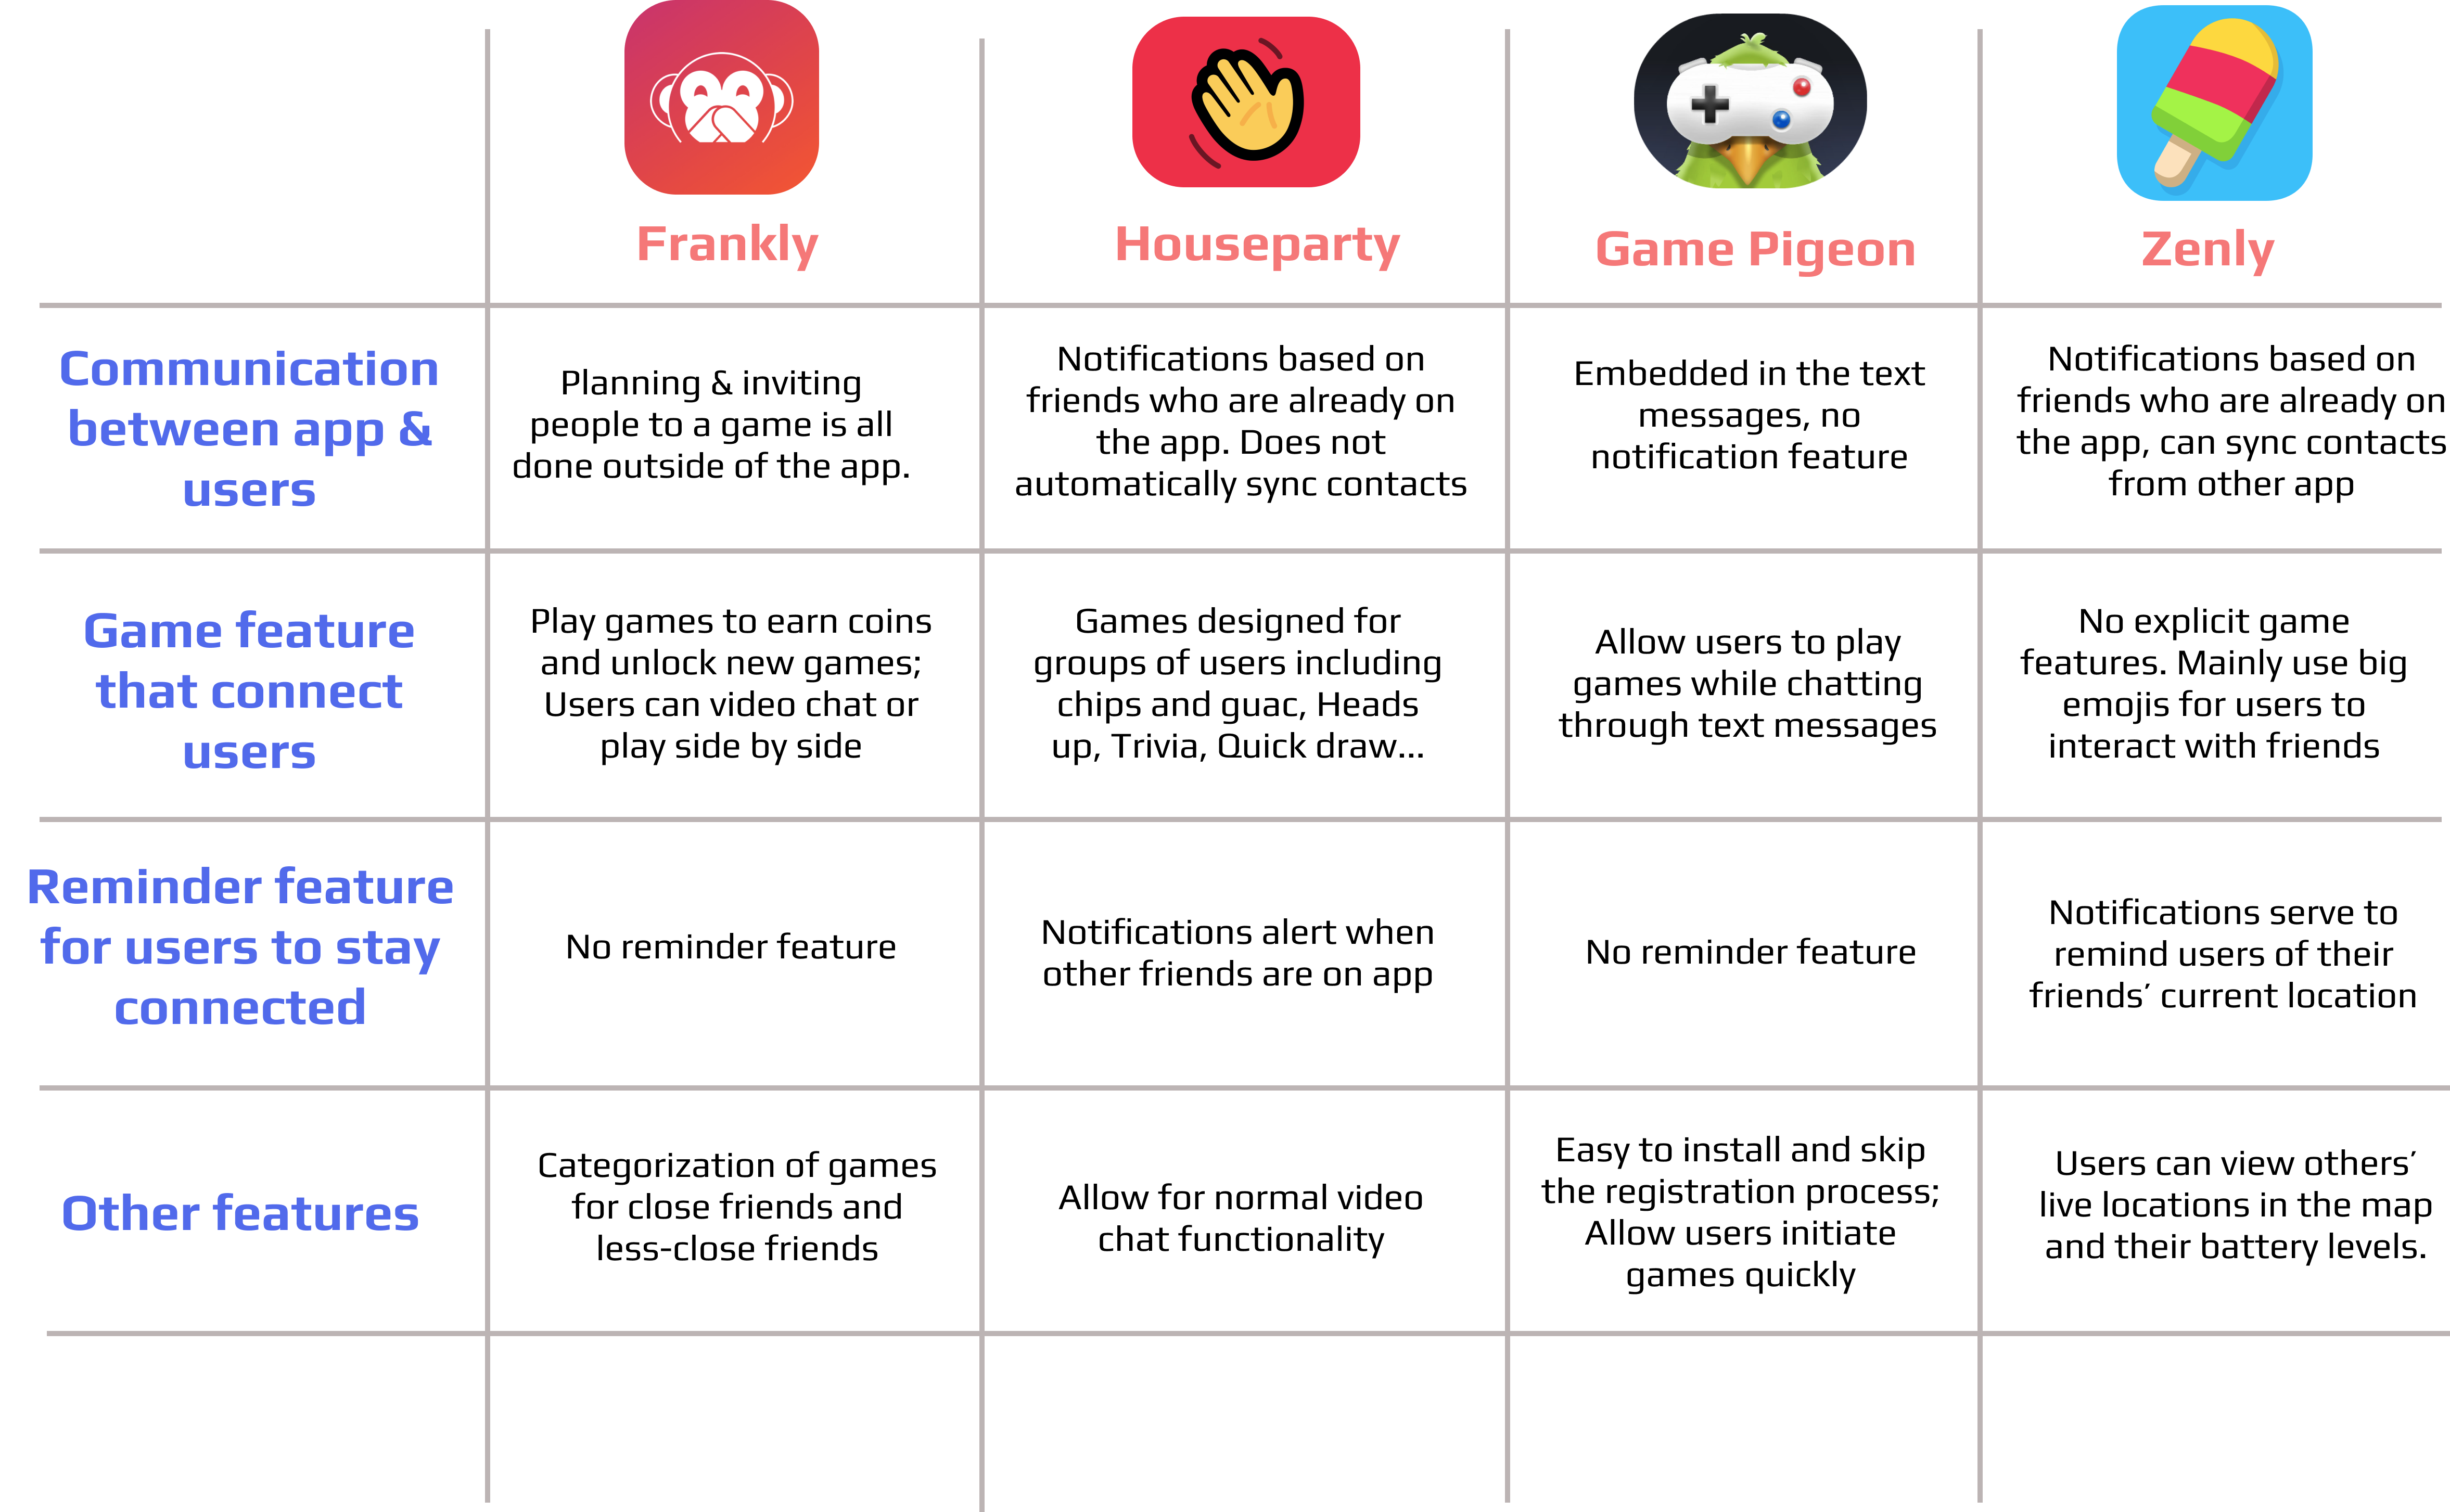 Frankly
Houseparty
Game Pigeon
Zenly
Communication
between app &
users
Planning & inviting
people to a game is all
done outside of the app.
Notifications based on
friends who are already on
the app. Does not
automatically sync contacts
Embedded in the text
messages, no
notification feature
Notifications based on
friends who are already on
the app, can sync contacts
from other app
Game feature
that connect
users
Play games to earn coins
and unlock new games;
Users can video chat or
play side by side
Games designed for
groups of users including
chips and guac, Heads
up, Trivia, Quick draw...
Allow users to play
games while chatting
through text messages
No explicit game
features. Mainly use big
emojis for users to
interact with friends
Reminder feature
for users to stay
connected
No reminder feature
Notifications alert when
other friends are on app
No reminder feature
Notifications serve to
remind users of their
friends’ current location
Other features
Categorization of games
for close friends and
less-close friends
Allow for normal video
chat functionality
Easy to install and skip
the registration process;
Allow users initiate
games quickly
Users can view others’
live locations in the map
and their battery levels.